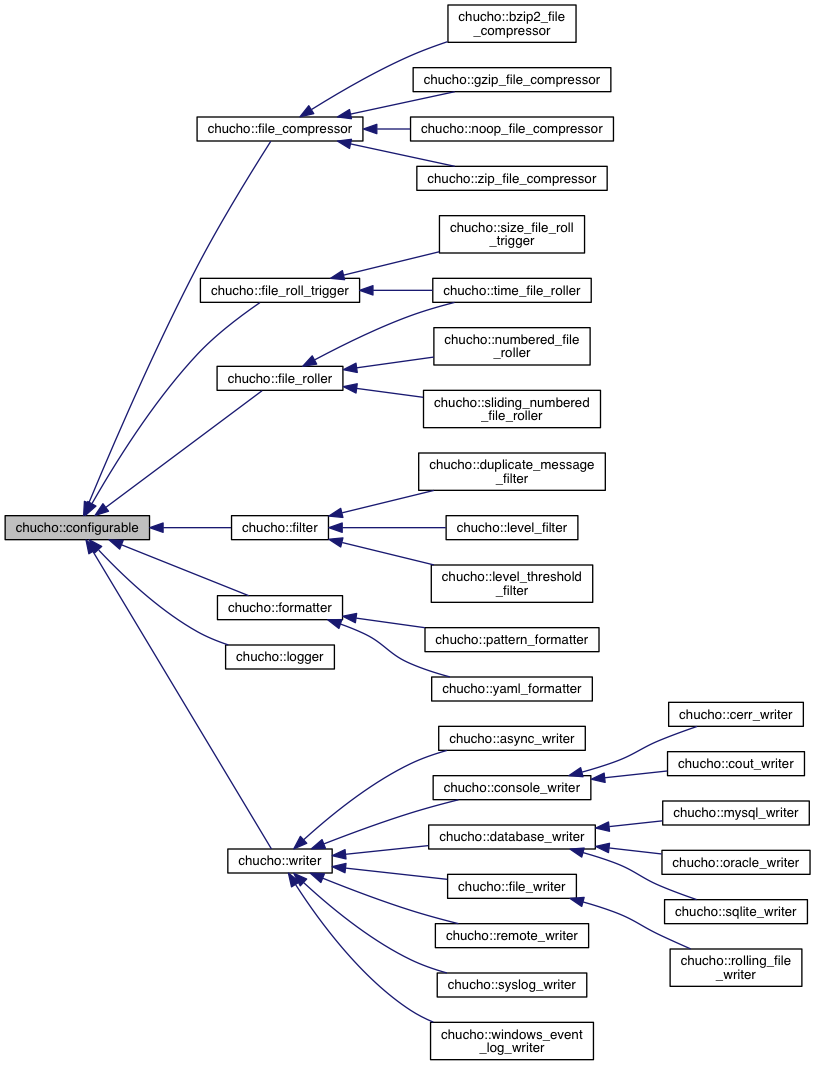 chucho::bzip2_file
_compressor
chucho::gzip_file_compressor
chucho::file_compressor
chucho::noop_file_compressor
chucho::zip_file_compressor
chucho::size_file_roll
_trigger
chucho::file_roll_trigger
chucho::time_file_roller
chucho::numbered_file
_roller
chucho::file_roller
chucho::sliding_numbered
_file_roller
chucho::duplicate_message
_filter
chucho::configurable
chucho::filter
chucho::level_filter
chucho::level_threshold
_filter
chucho::formatter
chucho::pattern_formatter
chucho::logger
chucho::yaml_formatter
chucho::cerr_writer
chucho::async_writer
chucho::cout_writer
chucho::console_writer
chucho::mysql_writer
chucho::database_writer
chucho::writer
chucho::oracle_writer
chucho::file_writer
chucho::sqlite_writer
chucho::remote_writer
chucho::rolling_file
_writer
chucho::syslog_writer
chucho::windows_event
_log_writer